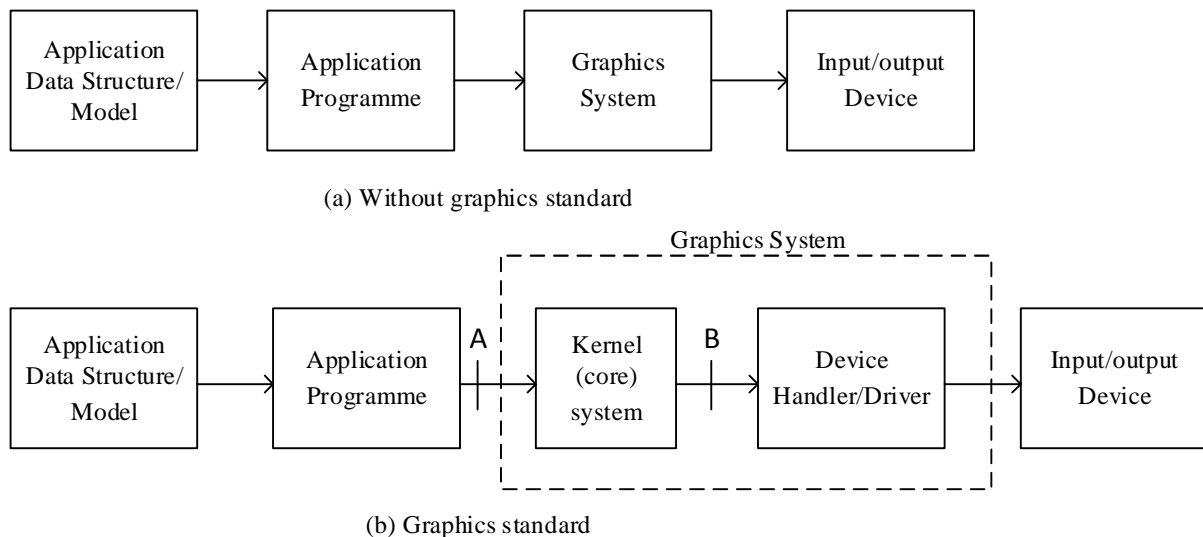 Application
Data Structure/
Model
Application
Programme
Graphics
System
Input/output
Device
(a) Without graphics standard
Graphics System
Application
Data Structure/
Model
Application
Programme
A
Kernel
(core)
system
B
Device
Handler/Driver
Input/output
Device
(b) Graphics standard